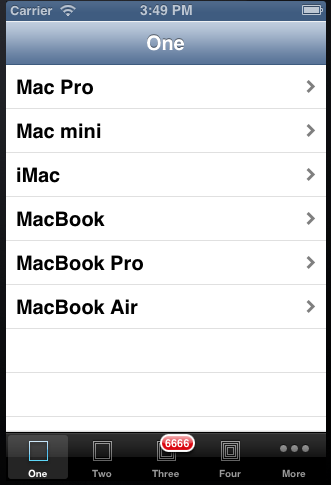 Carrier 3:49 PM
One
Mac Pro
Mac mini
iMac
MacBook
MacBook Pro
MacBook Air
6666
One Two Three Four More